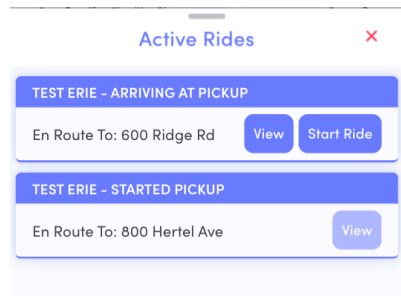 Active Rides
TEST ERIE - ARRIVING AT PICKUP
En Route To: 600 Ridge Rd View Start Ride
TEST ERIE - STARTED PICKUP
En Route To: 800 Hertel Ave View